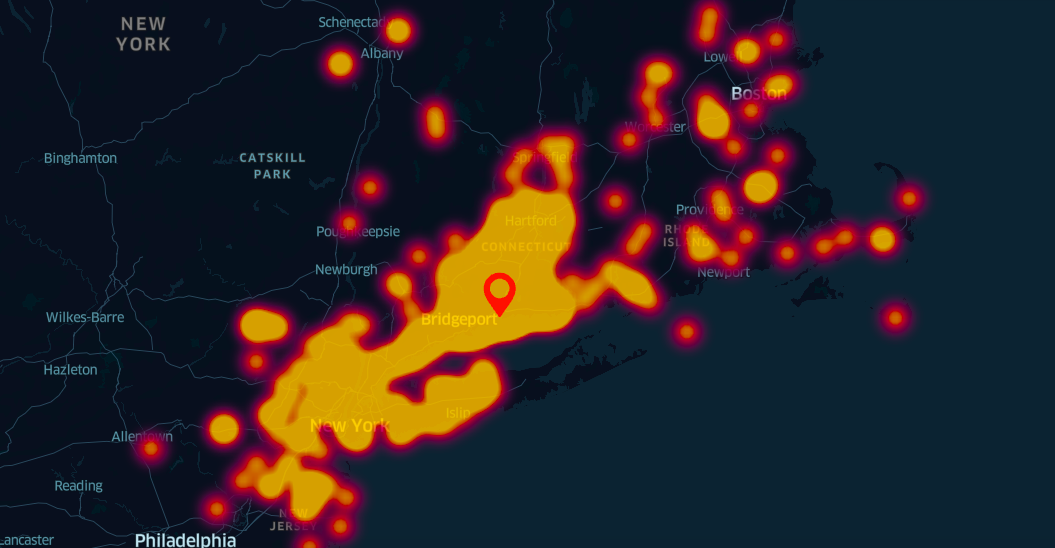 NEW
YORK
Schenectady
Albany
Lowell
Boston
Worcester
Binghamton
CATSKILL
PARK
Springfield
Poughkeepsie
Hartford
CONNECTICUT
Providence
RHODE
ISLAND
Newburgh
Newport
Wilkes-Barre
Bridgeport
Hazleton
Islip
New York
Allentown
Reading
NEW
JERSEY
Lancaster
Philadelphia